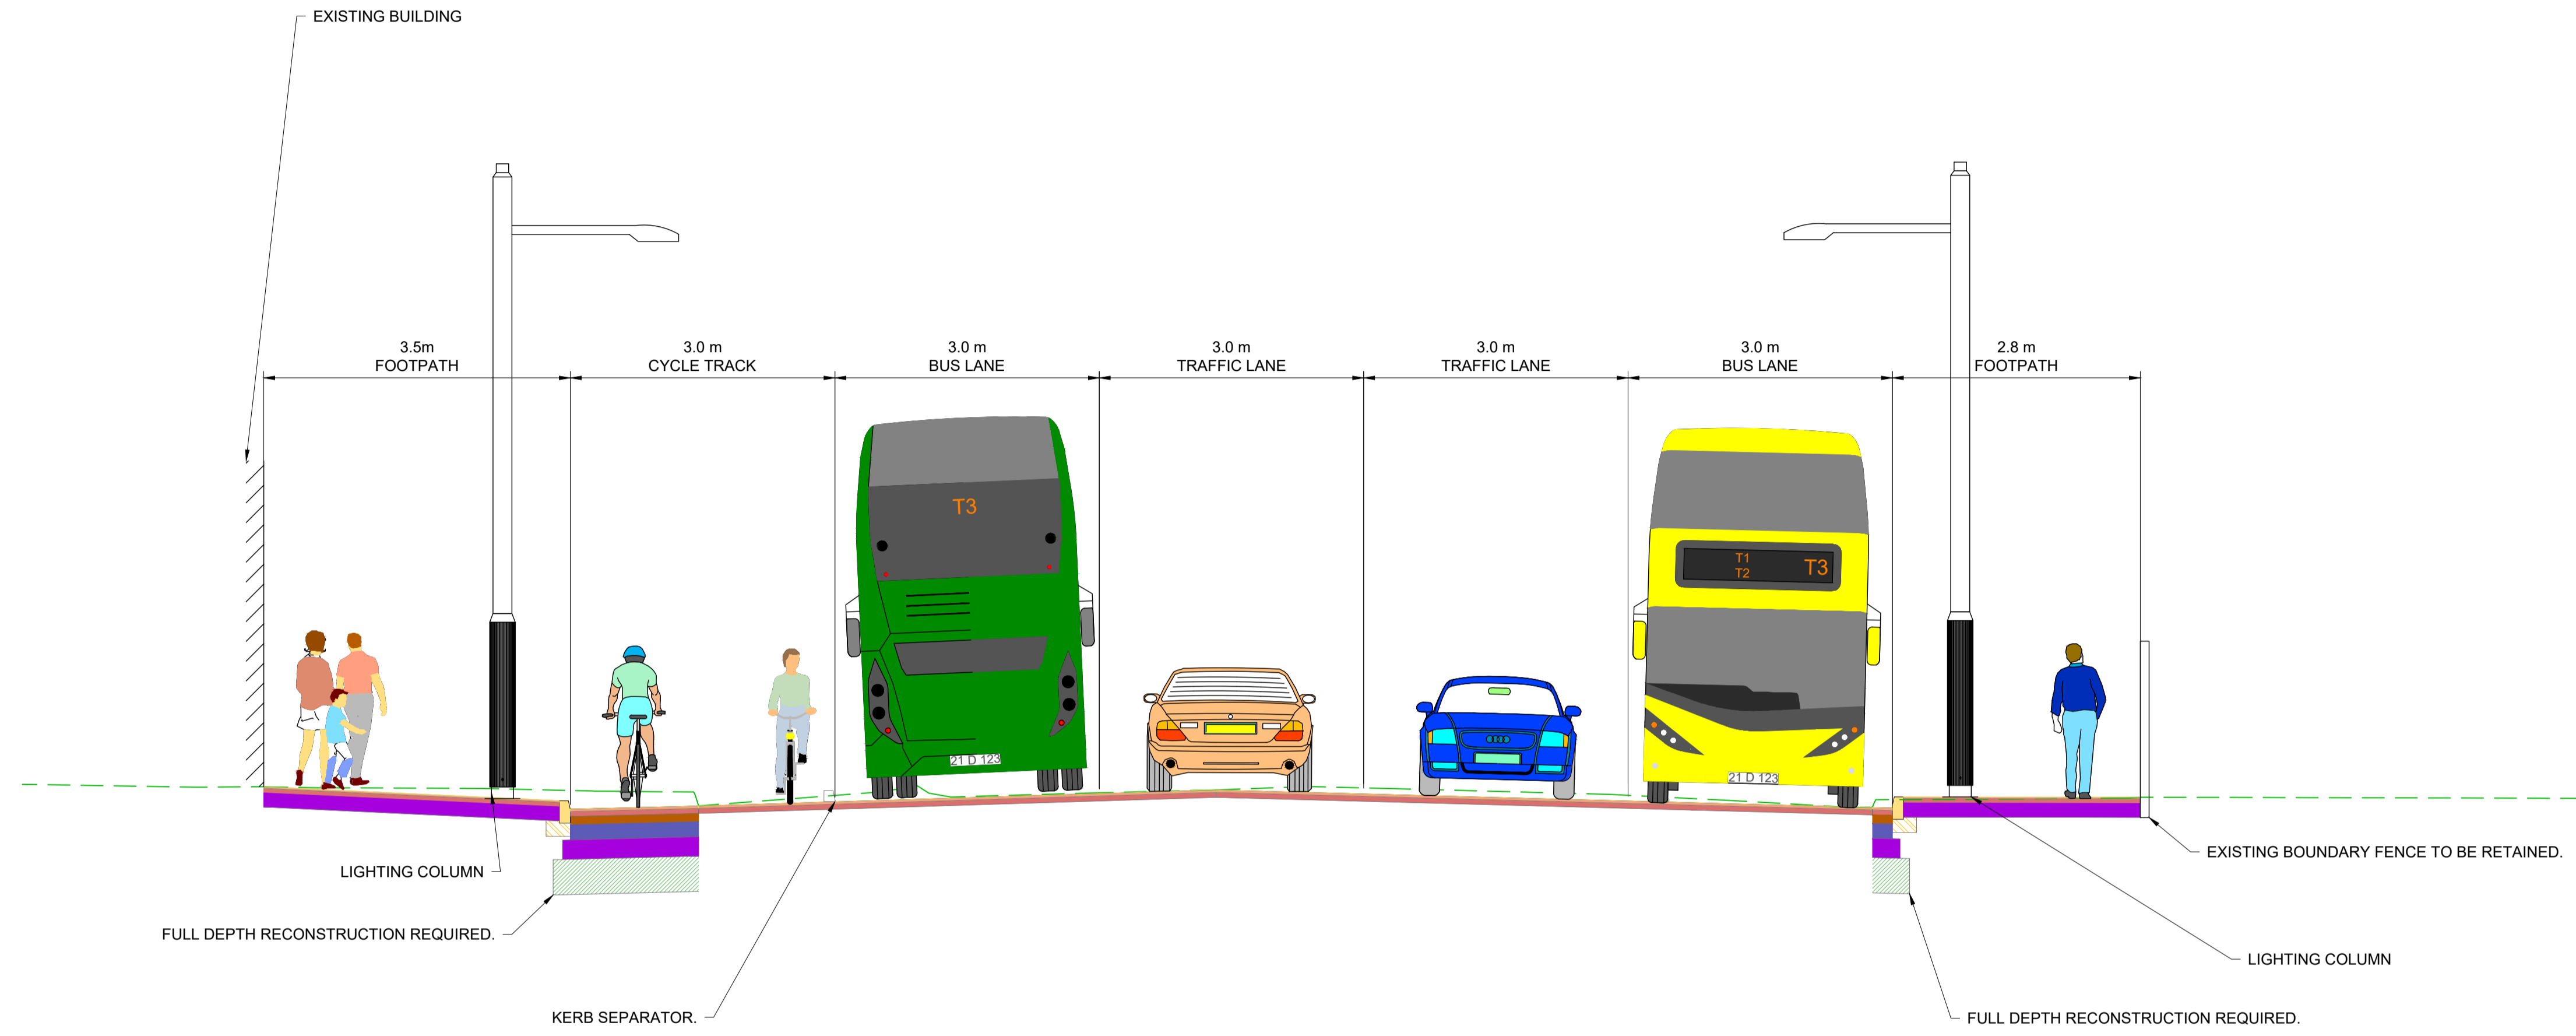 EXISTING BUILDING
3.5m
FOOTPATH
3.0 m
CYCLE TRACK
3.0 m
BUS LANE
3.0 m
TRAFFIC LANE
3.0 m
TRAFFIC LANE
3.0 m
BUS LANE
2.8 m
FOOTPATH
T3
T1
T2
T3
21 D 123
21 D 123
LIGHTING COLUMN
EXISTING BOUNDARY FENCE TO BE RETAINED.
FULL DEPTH RECONSTRUCTION REQUIRED.
LIGHTING COLUMN
KERB SEPARATOR.
FULL DEPTH RECONSTRUCTION REQUIRED.